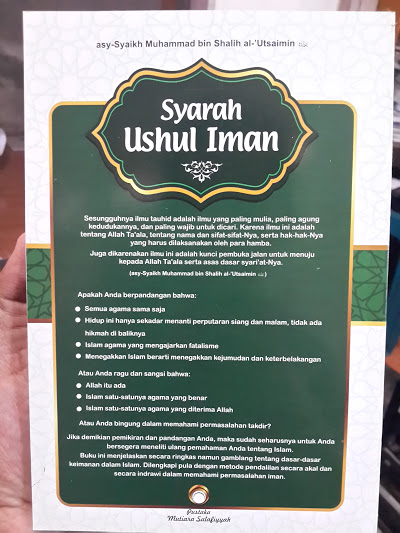 asy-Syaikh Muhammad bin Shalih al-'Utsaimin
Syarah
Ushul Iman
Sesungguhnya ilmu tauhid adalah ilmu yang paling mulia, paling agung
kedudukannya, dan paling wajib untuk dicari. Karena ilmu ini adalah
tentang Allah Ta'ala, tentang nama dan sifat-sifat-Nya, serta hak-hak-Nya
yang harus dilaksanakan oleh para hamba.
Juga dikarenakan ilmu ini adalah kunci pembuka jalan untuk menuju
kepada Allah Ta'ala serta asas dasar syari'at-Nya.
(asy-Syaikh Muhammad bin Shalih al-'Utsaimin)
Apakah Anda berpandangan bahwa:
Semua agama sama saja
Hidup ini hanya sekadar menanti perputaran siang dan malam, tidak ada
hikmah di baliknya
Islam agama yang mengajarkan fatalisme
Menegakkan Islam berarti menegakkan kejumudan dan keterbelakangan
Atau Anda ragu dan sangsi bahwa:
Allah itu ada
Islam satu-satunya agama yang benar
Islam satu-satunya agama yang diterima Allah
Atau Anda bingung dalam memahami permasalahan takdir?
Jika demikian pemikiran dan pandangan Anda, maka sudah seharusnya untuk Anda
bersegera meneliti ulang pemahaman Anda tentang Islam.
Buku ini menjelaskan secara ringkas namun gamblang tentang dasar-dasar
keimanan dalam Islam. Dilengkapi pula dengan metode pendalilan secara akal dan
secara indrawi dalam memahami permasalahan iman.
Pustaka
Mutiara Salafiyyah